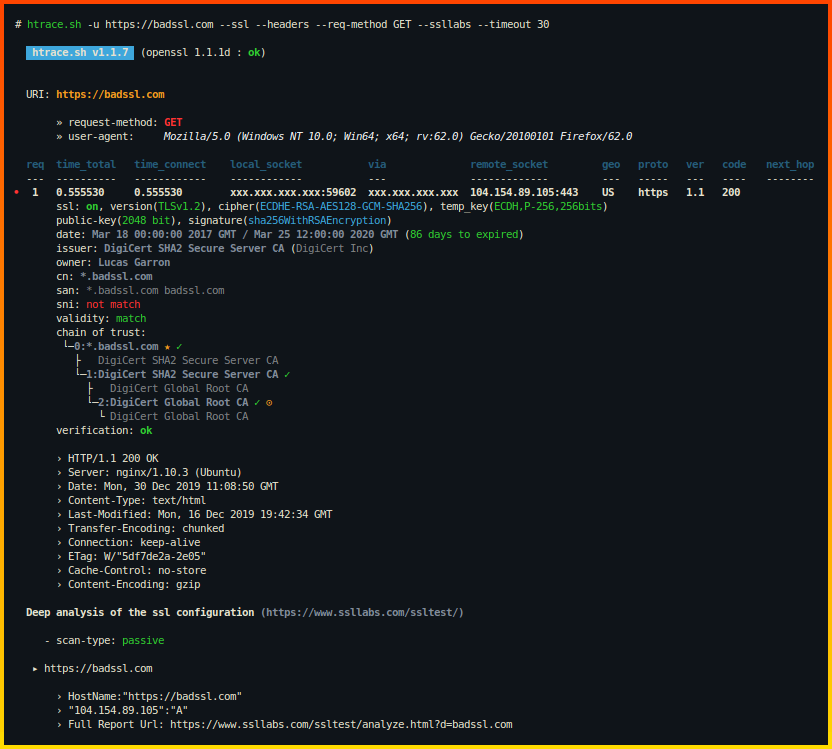 # htrace.sh -u https://badssl.com --ssl --headers --req-method GET --ssllabs --timeout 30
htrace.sh v1.1.7 (openssl 1.1.1d : ok)
URI: https://badssl.com
» request-method: GET
» user-agent: Mozilla/5.0 (Windows NT 10.0; Win64; x64; rv:62.0) Gecko/20100101 Firefox/62.0
req time_total time_connect local_socket via remote_socket geo proto ver code next_hop
--- ---------- ------------ ------------ --- ------------- --- ----- --- ---- --------
• 1 0.555530 0.555530 xxx.xxx.xxx.xxx:59602 xxx.xxx.xxx.xxx 104.154.89.105:443 US https 1.1 200
ssl: on, version(TLSv1.2), cipher(ECDHE-RSA-AES128-GCM-SHA256), temp_key(ECDH,P-256,256bits)
public-key(2048 bit), signature(sha256WithRSAEncryption)
date: Mar 18 00:00:00 2017 GMT / Mar 25 12:00:00 2020 GMT (86 days to expired)
issuer: DigiCert SHA2 Secure Server CA (DigiCert Inc)
owner: Lucas Garron
cn: *.badssl.com
san: *.badssl.com badssl.com
sni: not match
validity: match
chain of trust:
└─0:*.badssl.com ★ ✓
├ DigiCert SHA2 Secure Server CA
└─1:DigiCert SHA2 Secure Server CA ✓
├ DigiCert Global Root CA
└─2:DigiCert Global Root CA ✓ ⊙
└ DigiCert Global Root CA
verification: ok
› HTTP/1.1 200 OK
› Server: nginx/1.10.3 (Ubuntu)
› Date: Mon, 30 Dec 2019 11:08:50 GMT
› Content-Type: text/html
› Last-Modified: Mon, 16 Dec 2019 19:42:34 GMT
› Transfer-Encoding: chunked
› Connection: keep-alive
› ETag: W/"5df7de2a-2e05"
› Cache-Control: no-store
› Content-Encoding: gzip
Deep analysis of the ssl configuration (https://www.ssllabs.com/ssltest/)
- scan-type: passive
▸ https://badssl.com
› HostName:"https://badssl.com"
› "104.154.89.105":"A"
› Full Report Url: https://www.ssllabs.com/ssltest/analyze.html?d=badssl.com